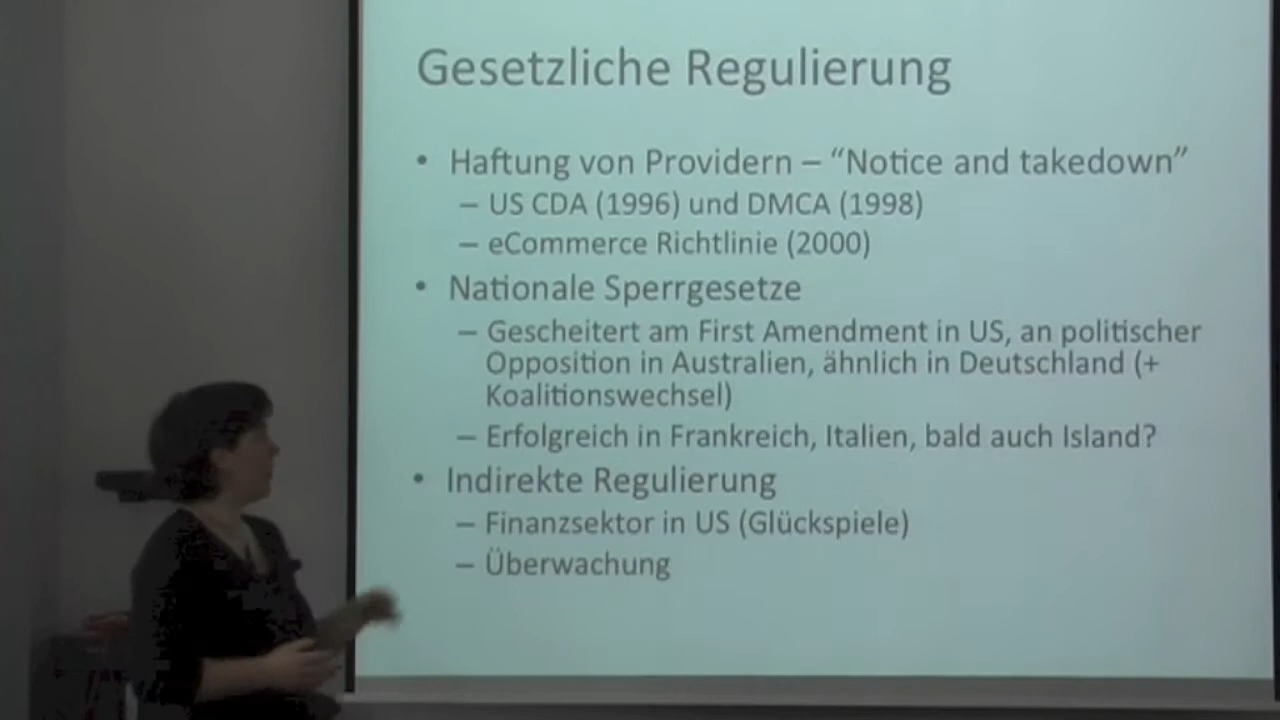 Gesetzliche Regulierung
• Haftung von Providern – “Notice and takedown”
– US CDA (1996) und DMCA (1998)
– eCommerce Richtlinie (2000)
• Nationale Sperrgesetze
– Gescheitert am First Amendment in US, an politischer
Opposition in Australien, ähnlich in Deutschland (+
Koalitionswechsel)
– Erfolgreich in Frankreich, Italien, bald auch Island?
• Indirekte Regulierung
– Finanzsektor in US (Glückspiele)
– Überwachung